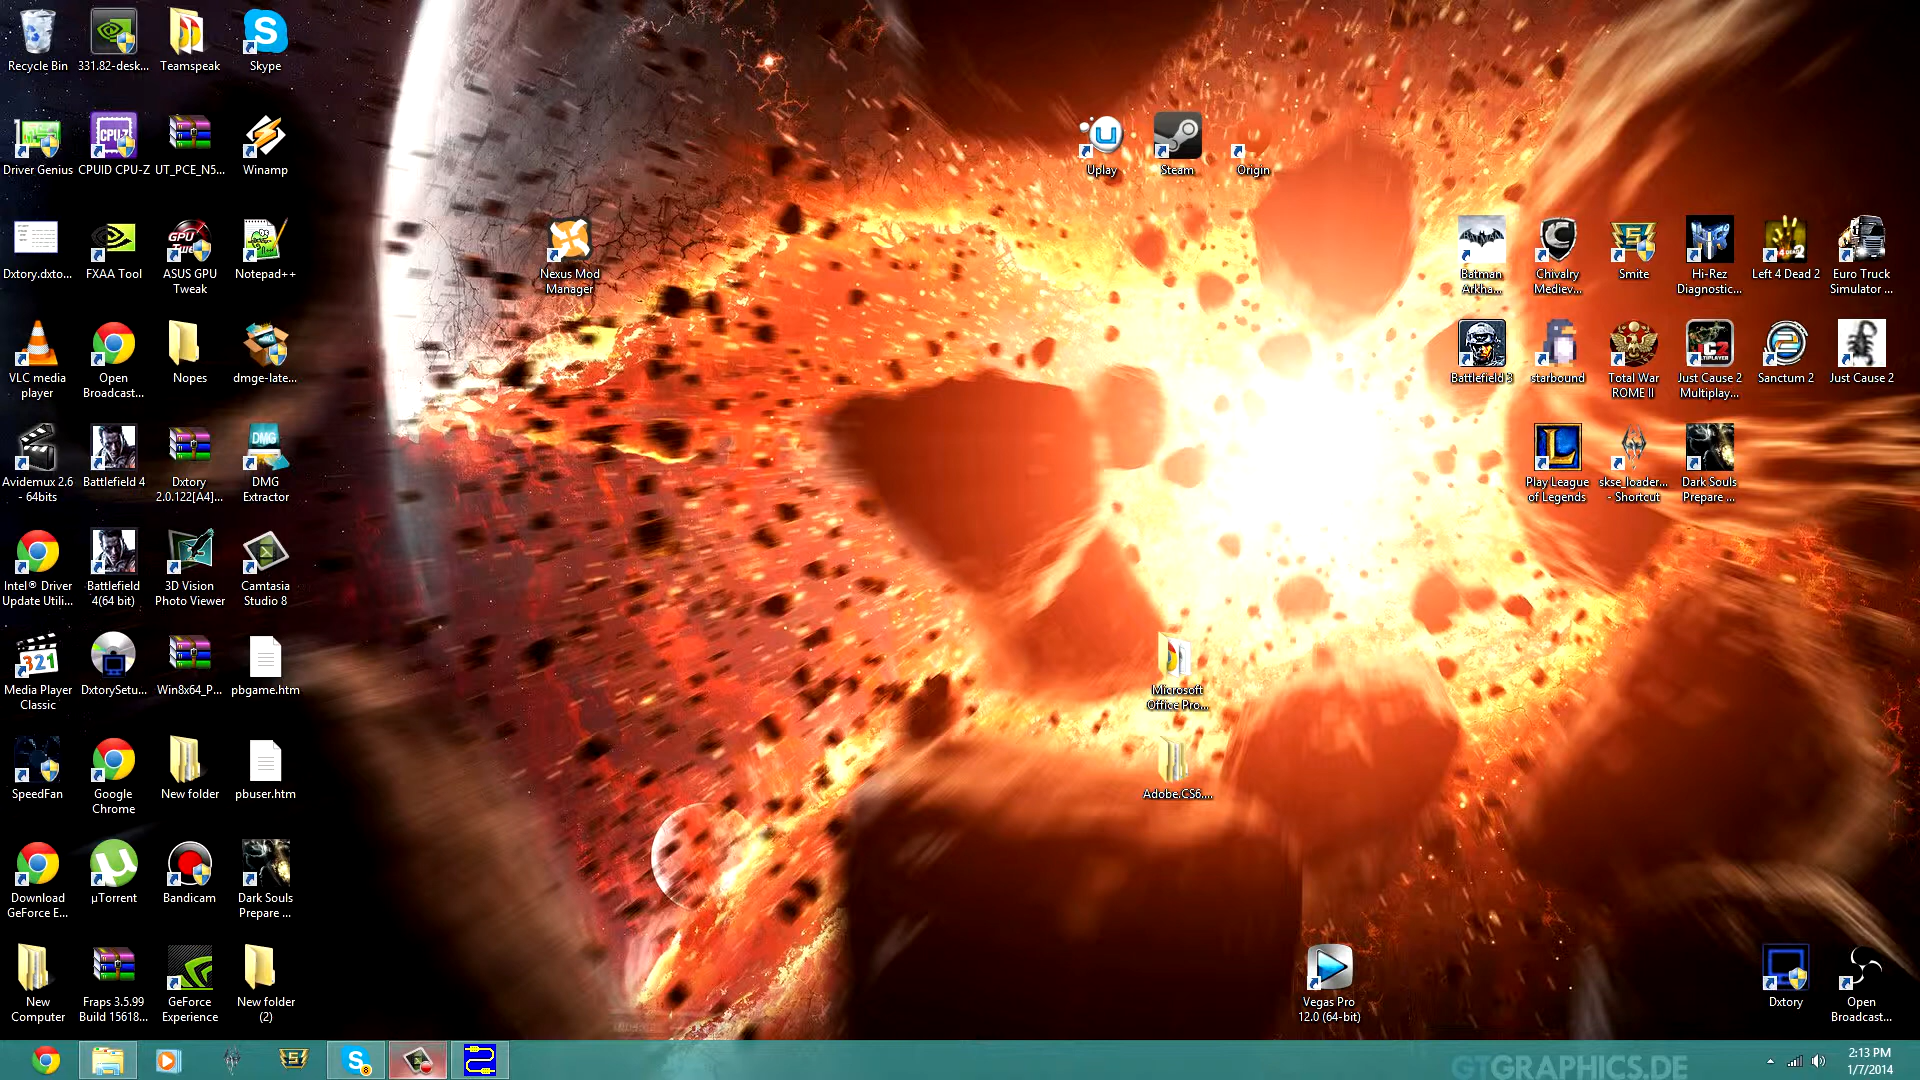 Recycle Bin
331.82-desk...
Teamspeak
Skype
Driver Genius
CPUID CPU-Z
UT_PCE_N5...
Winamp
Uplay
Steam
Origin
Dxtory.dxto...
FXAA Tool
ASUS GPU
Tweak
Notepad++
Nexus Mod
Manager
Batman
Arkha...
Chivalry
Mediev...
Smite
Hi-Rez
Diagnostic...
Left 4 Dead 2
Euro Truck
Simulator ...
VLC media
player
Open
Broadcast...
Nopes
dmge-late...
Battlefield 3
starbound
Total War
ROME II
Just Cause 2
Multiplay...
Sanctum 2
Just Cause 2
Avidemux 2.6
- 64bits
Battlefield 4
Dxtory
2.0.122[A4]...
DMG
Extractor
Play League
of Legends
skse_loader...
- Shortcut
Dark Souls
Prepare ...
Intel® Driver
Update Utili...
Battlefield
4(64 bit)
3D Vision
Photo Viewer
Camtasia
Studio 8
Media Player
Classic
DxtorySetu...
Win8x64_P...
pbgame.htm
Microsoft
Office Pro...
SpeedFan
Google
Chrome
New folder
pbuser.htm
Adobe.CS6....
Download
GeForce E...
µTorrent
Bandicam
Dark Souls
Prepare ...
New
Computer
Fraps 3.5.99
Build 15618...
GeForce
Experience
New folder
(2)
Vegas Pro
12.0 (64-bit)
Dxtory
Open
Broadcast...
GTGRAPHICS.DE
2:13 PM
1/7/2014